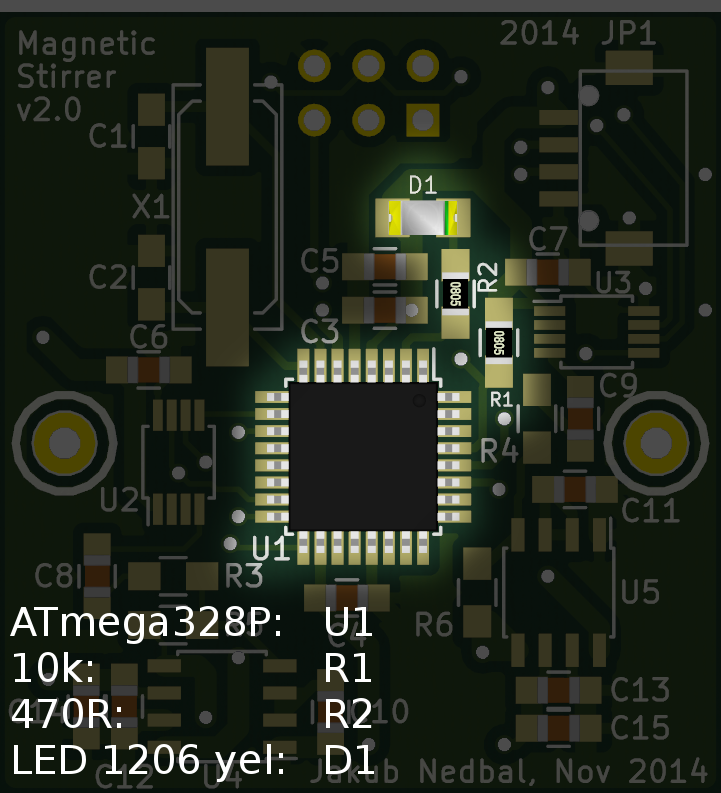 Magnetic
Stirrer
v2.0
2014 JP1
C1
X1
D1
C2
C5
R2
0805
C7
U3
C3
C6
0805
R1
C9
R4
U2
C11
U1
C8
R3
U5
R6
C4
ATmega328P: U1
10k: R1
470R: R2
LED 1206 yel: D1
C10
C13
C15
C12
U4
Jakub Nedbal, Nov 2014